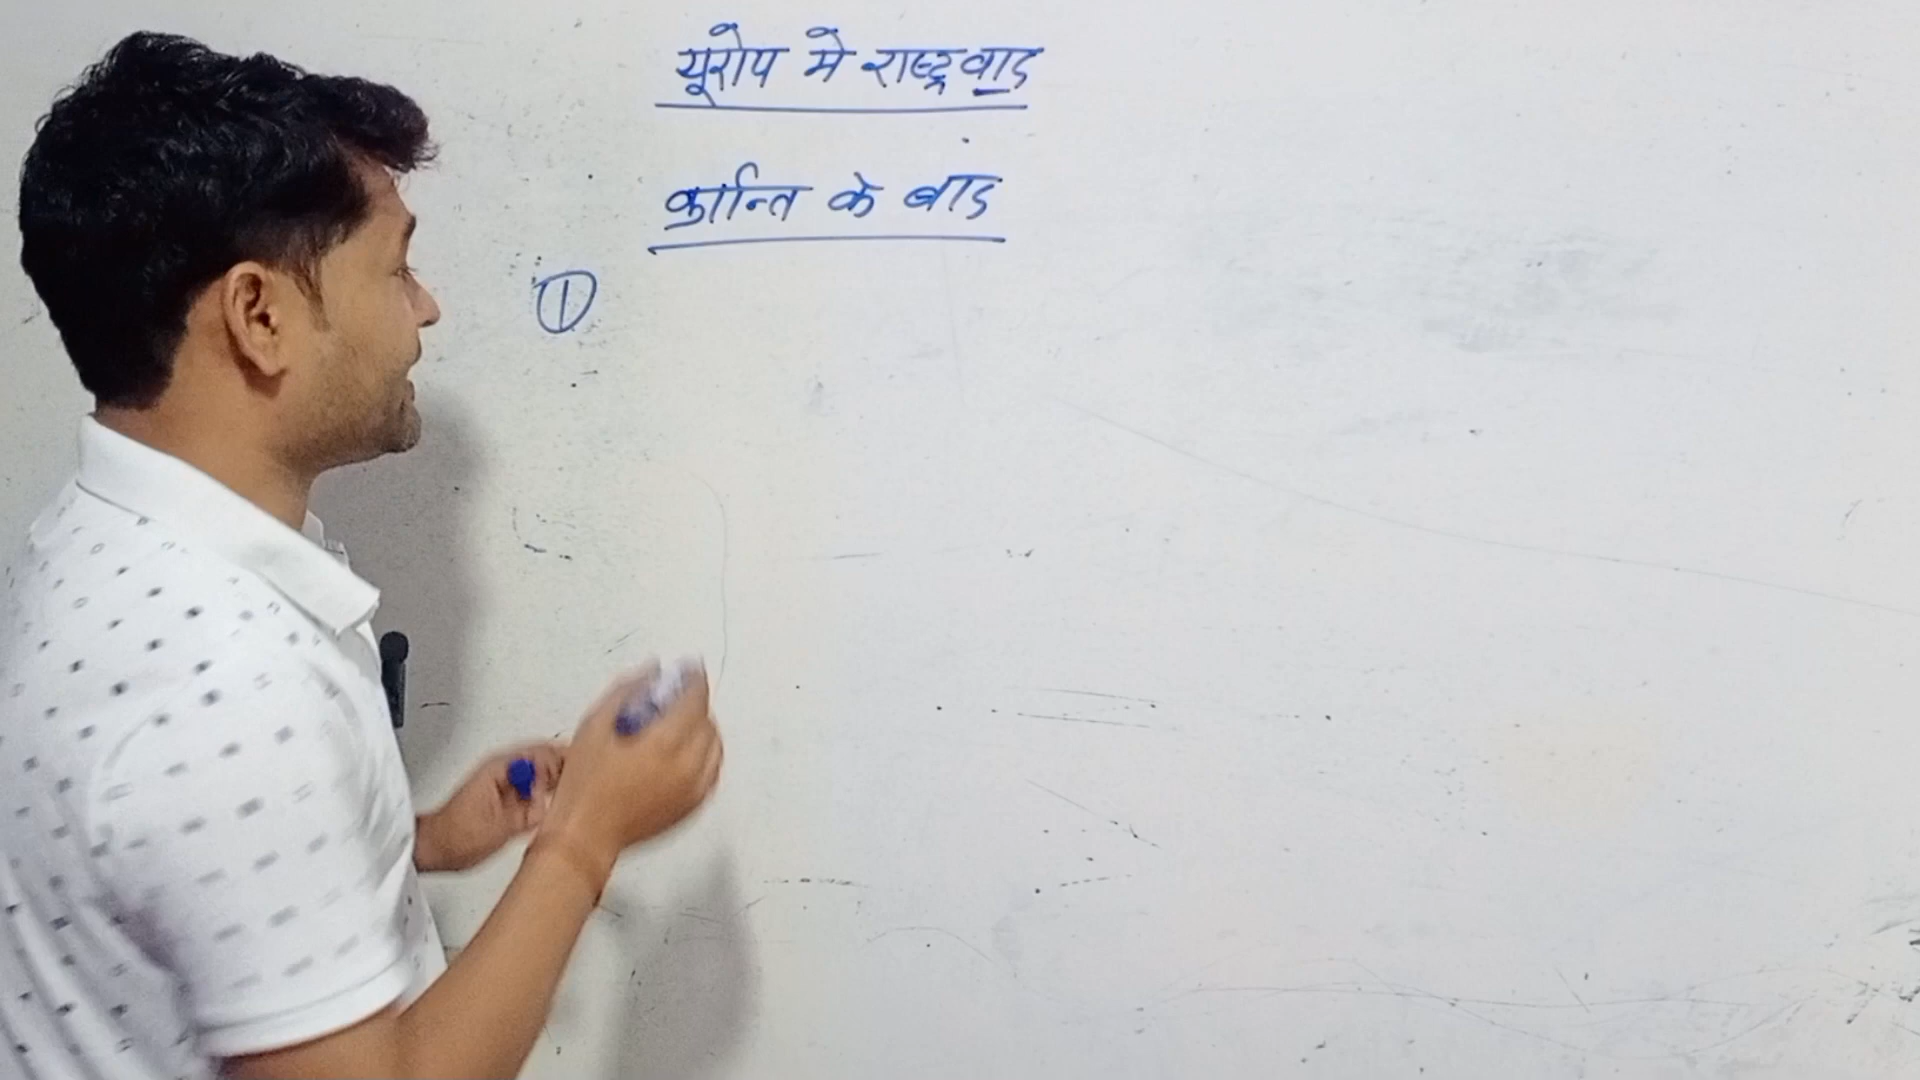 यूरोप मे राष्ट्रवाद
क्रान्ति के बाद
①